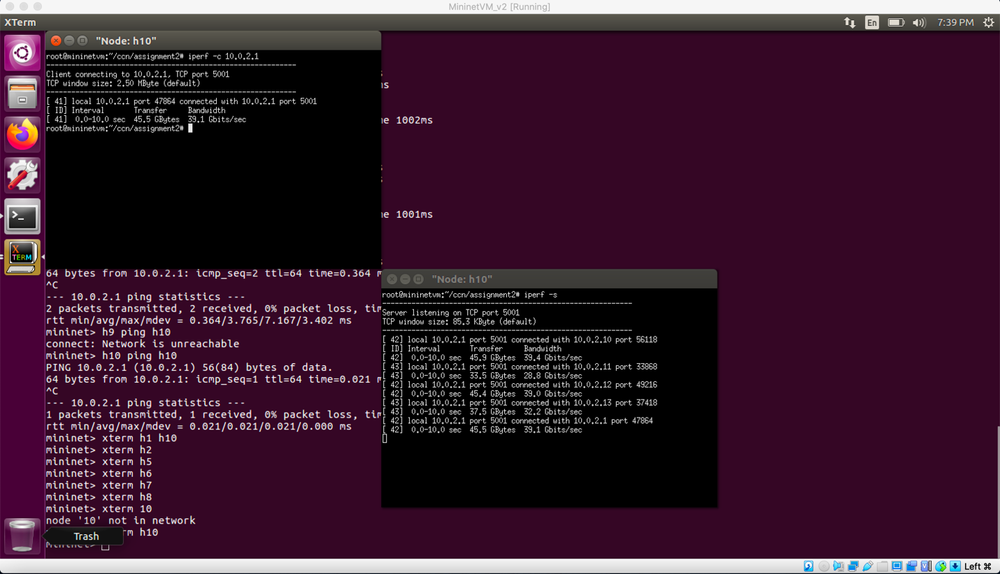 MininetVM_v2 [Running]
XTerm
En
7:39 PM
"Node: h10"
root@mininetvm:~/ccn/assignment2# iperf -c 10.0.2.1
------------------------------------------------------------
Client connecting to 10.0.2.1, TCP port 5001
TCP window size: 2.50 MByte (default)
------------------------------------------------------------
[ 41] local 10.0.2.1 port 47864 connected with 10.0.2.1 port 5001
[ ID] Interval Transfer Bandwidth
[ 41] 0.0-10.0 sec 45.5 GBytes 39.1 Gbits/sec
root@mininetvm:~/ccn/assignment2#
s
ms
me 1002ms
s
s
me 1001ms
s
X
TERM
64 bytes from 10.0.2.1: icmp_seq=2 ttl=64 time=0.364 m
^C
--- 10.0.2.1 ping statistics ---
2 packets transmitted, 2 received, 0% packet loss, tim
rtt min/avg/max/mdev = 0.364/3.765/7.167/3.402 ms
mininet> h9 ping h10
connect: Network is unreachable
mininet> h10 ping h10
PING 10.0.2.1 (10.0.2.1) 56(84) bytes of data.
64 bytes from 10.0.2.1: icmp_seq=1 ttl=64 time=0.021 m
^C
--- 10.0.2.1 ping statistics ---
1 packets transmitted, 1 received, 0% packet loss, tim
rtt min/avg/max/mdev = 0.021/0.021/0.021/0.000 ms
mininet> xterm h1 h10
mininet> xterm h2
mininet> xterm h5
mininet> xterm h6
mininet> xterm h7
mininet> xterm h8
mininet> xterm 10
node '10' not in network
rm h10
mininet>
Trash
"Node: h10"
root@mininetvm:~/ccn/assignment2# iperf -s
------------------------------------------------------------
Server listening on TCP port 5001
TCP window size: 85.3 KByte (default)
------------------------------------------------------------
[ 42] local 10.0.2.1 port 5001 connected with 10.0.2.10 port 56118
[ ID] Interval Transfer Bandwidth
[ 42] 0.0-10.0 sec 45.9 GBytes 39.4 Gbits/sec
[ 43] local 10.0.2.1 port 5001 connected with 10.0.2.11 port 33868
[ 43] 0.0-10.0 sec 33.5 GBytes 28.8 Gbits/sec
[ 42] local 10.0.2.1 port 5001 connected with 10.0.2.12 port 49216
[ 42] 0.0-10.0 sec 45.4 GBytes 39.0 Gbits/sec
[ 43] local 10.0.2.1 port 5001 connected with 10.0.2.13 port 37418
[ 43] 0.0-10.0 sec 37.5 GBytes 32.2 Gbits/sec
[ 42] local 10.0.2.1 port 5001 connected with 10.0.2.1 port 47864
[ 42] 0.0-10.0 sec 45.5 GBytes 39.1 Gbits/sec
Left ⌘